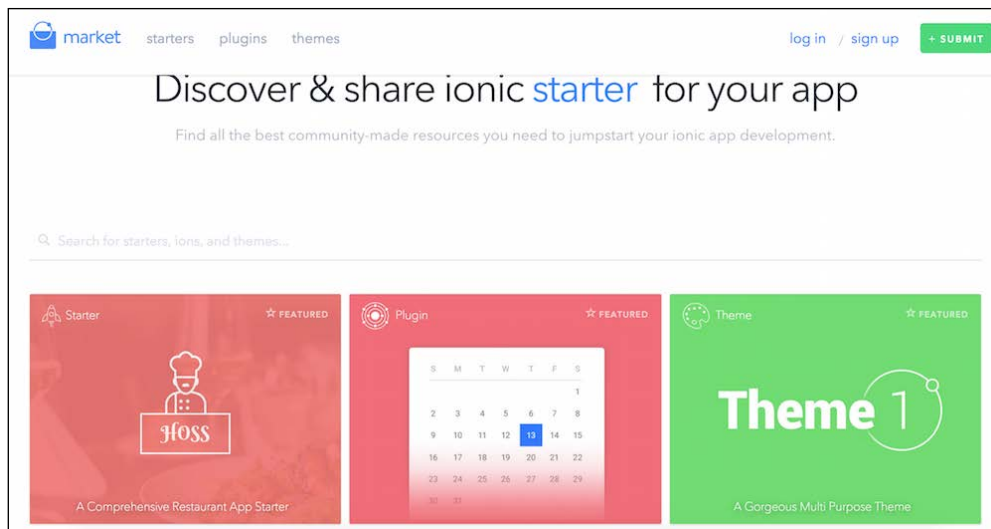 market starters plugins themes log in / sign up + SUBMIT
Discover & share ionic starter for your app
Find all the best community-made resources you need to jumpstart your ionic app development.
Search for starters, ions, and themes...
Starter ☆ FEATURED
Hoss
A Comprehensive Restaurant App Starter
Plugin ☆ FEATURED
S M T W T F S
1
2 3 4 5 6 7 8
9 10 11 12 13 14 15
16 17 18 19 20 21 22
23 24 25 26 27 28 29
30 31
Theme ☆ FEATURED
Theme 1
A Gorgeous Multi Purpose Theme